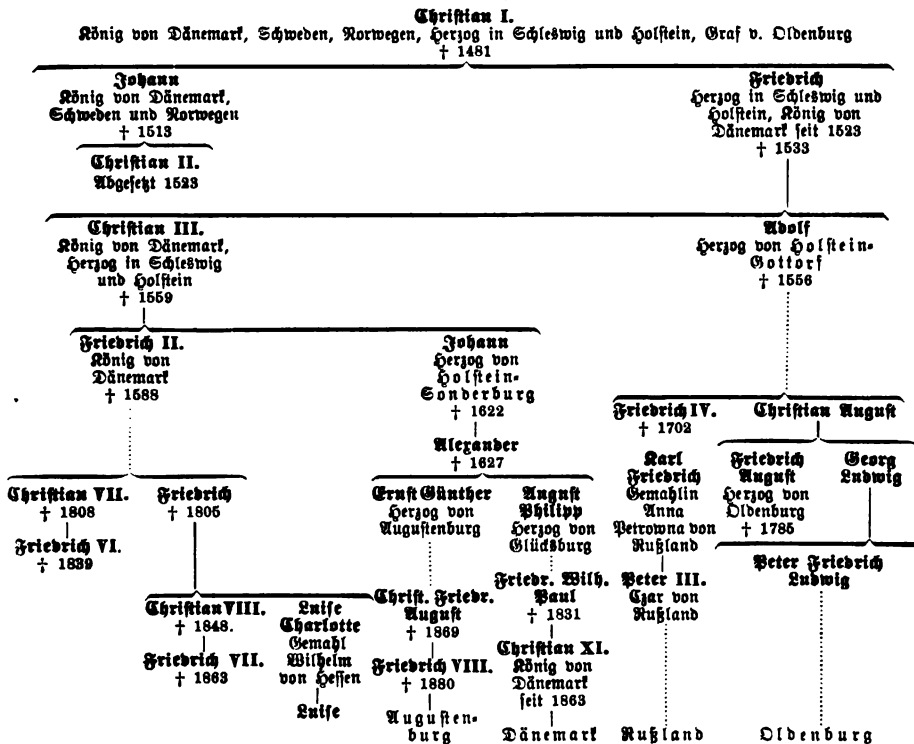 Christian I.
König von Dänemark, Schweden, Norwegen, Herzog in Schleswig und Holstein, Graf v. Oldenburg
† 1481
Johann
König von Dänemark,
Schweden und Norwegen
† 1513
Christian II.
Abgesetzt 1523
Friedrich
Herzog in Schleswig und
Holstein, König von
Dänemark seit 1523
† 1533
Christian III.
König von Dänemark,
Herzog in Schleswig
und Holstein
† 1559
Adolf
Herzog von Holstein-
Gottorf
† 1556
Friedrich II.
König von
Dänemark
† 1588
Johann
Herzog von
Holstein-
Sonderburg
† 1622
Alexander
† 1627
Friedrich IV.
† 1702
Christian August
Karl
Friedrich
Gemahlin
Anna
Petrowna von
Rußland
Peter III.
Czar von
Rußland
Friedrich
August
Herzog von
Oldenburg
† 1785
Georg
Ludwig
Peter Friedrich
Ludwig
Christian VII.
† 1808
Friedrich VI.
† 1839
Friedrich
† 1805
Christian VIII.
† 1848.
Friedrich VII.
† 1863
Luise
Charlotte
Gemahl
Wilhelm
von Hessen
Luise
Ernst Günther
Herzog von
Augustenburg
Christ. Friedr.
August
† 1869
Friedrich VIII.
† 1880
Augusten-
burg
August
Philipp
Herzog von
Glücksburg
Friedr. Wilh.
Paul
† 1831
Christian XI.
König von
Dänemark
seit 1863
Dänemark
Rußland
Oldenburg